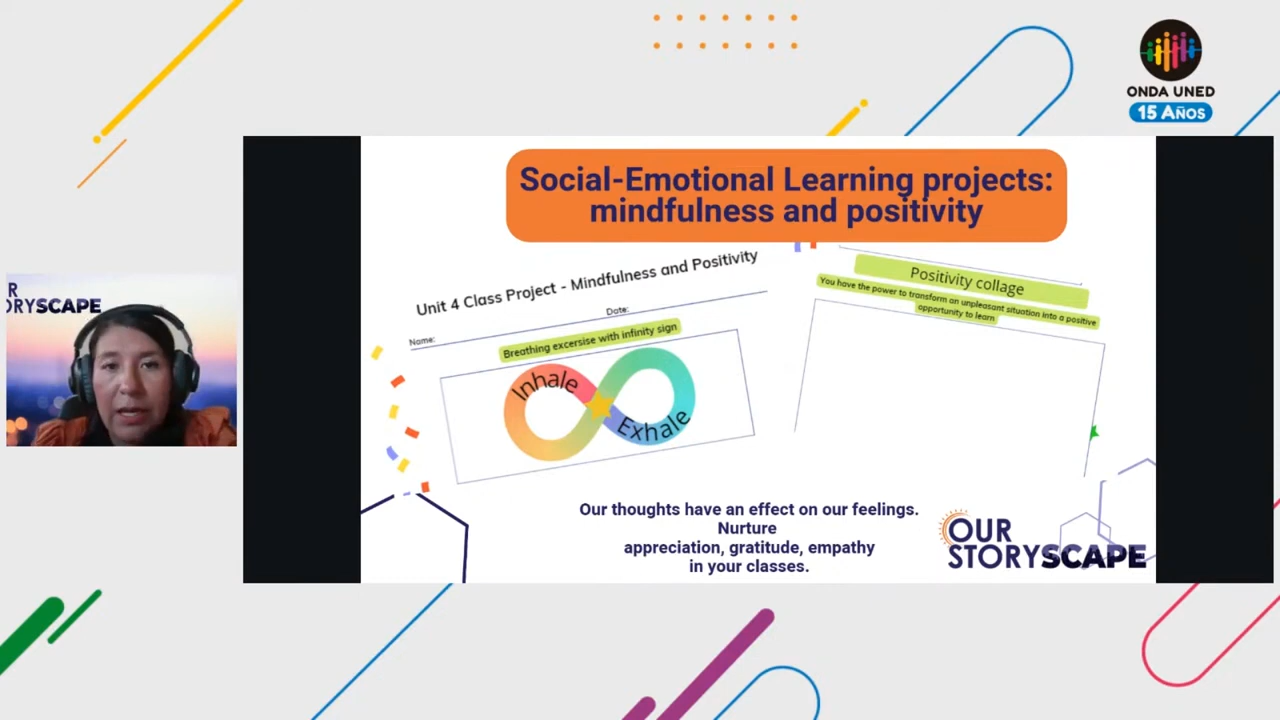 ONDA UNED
15 AÑOS
Social-Emotional Learning projects:
mindfulness and positivity
Unit 4 Class Project - Mindfulness and Positivity
Name:
Date:
Breathing excersise with infinity sign
Inhale
Exhale
Positivity collage
You have the power to transform an unpleasant situation into a positive
opportunity to learn
Our thoughts have an effect on our feelings.
Nurture
appreciation, gratitude, empathy
in your classes.
OUR
STORYSCAPE
R
ORYSCAPE